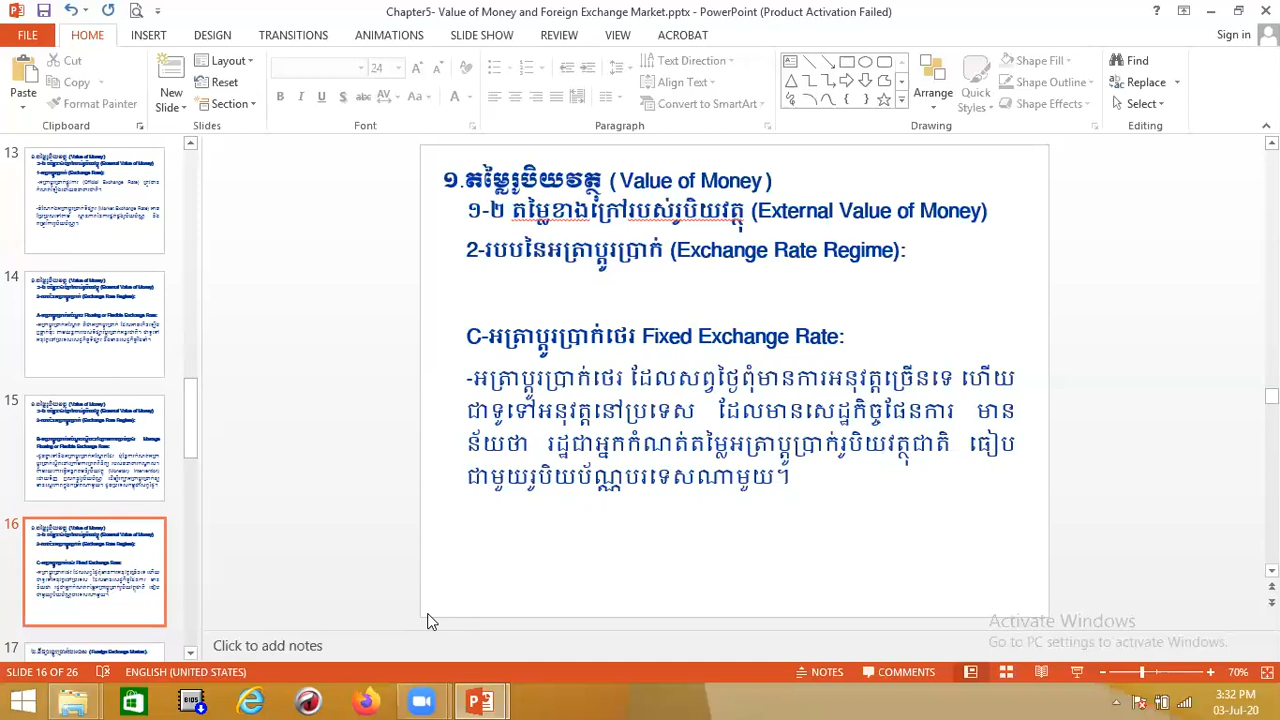 Chapter5- Value of Money and Foreign Exchange Market.pptx - PowerPoint (Product Activation Failed)
FILE HOME INSERT DESIGN TRANSITIONS ANIMATIONS SLIDE SHOW REVIEW VIEW ACROBAT Sign in
Cut Layout 24 Text Direction Shape Fill Find
Paste Copy New Slide Reset Align Text Arrange Quick Styles Shape Outline Replace
Format Painter Section B I U S abc AV Aa A Convert to SmartArt Shape Effects Select
Clipboard Slides Font Paragraph Drawing Editing
13
14
15
16
17
១.តម្លៃរូបិយវត្ថុ (Value of Money)
១-២ តម្លៃខាងក្រៅរបស់រូបិយវត្ថុ (External Value of Money)
2-របបនៃអត្រាប្តូរប្រាក់ (Exchange Rate Regime):
C-អត្រាប្តូរប្រាក់ថេរ Fixed Exchange Rate:
-អត្រាប្តូរប្រាក់ថេរ ដែលសព្វថ្ងៃពុំមានការអនុវត្តច្រើនទេ ហើយ
ជាទូទៅអនុវត្តនៅប្រទេស ដែលមានសេដ្ឋកិច្ចផែនការ មាន
ន័យថា រដ្ឋជាអ្នកកំណត់តម្លៃអត្រាប្តូប្រាក់រូបិយវត្ថុជាតិ ធៀប
ជាមួយរូបិយប័ណ្ណបរទេសណាមួយ។
Activate Windows
Go to PC settings to activate Windows.
Click to add notes
SLIDE 16 OF 26 ENGLISH (UNITED STATES) NOTES COMMENTS 70%
BIOS
3:32 PM
03-Jul-20